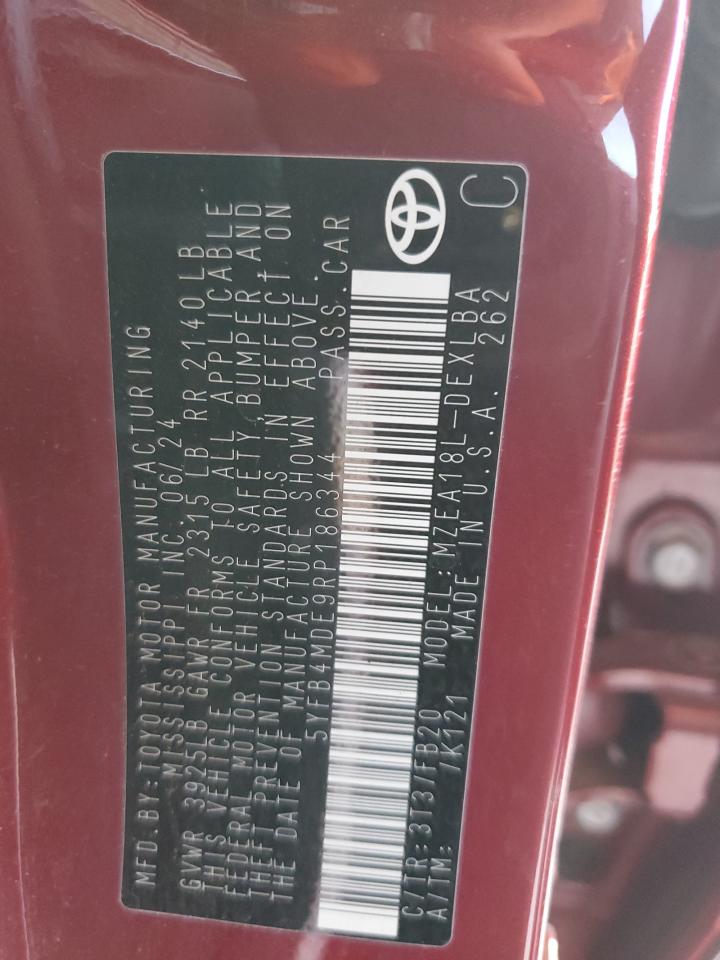 MFD.BY:TOYOTA MOTOR MANUFACTURING
MISSISSIPPI INC. 06/24
GVWR 3925LB GAWR FR 2315 LB RR 2140LB
THIS VEHICLE CONFORMS TO ALL APPLICABLE
FEDERAL MOTOR VEHICLE SAFETY,BUMPER,AND
THEFT PREVENTION STANDARDS IN EFFECT ON
THE DATE OF MANUFACTURE SHOWN ABOVE.
5YFB4MDE9RP186344 PASS.CAR
C/TR:3T3/FB20 MODEL:MZEA18L-DEXLBA
A/TM: /K121 MADE IN U.S.A. 262
C